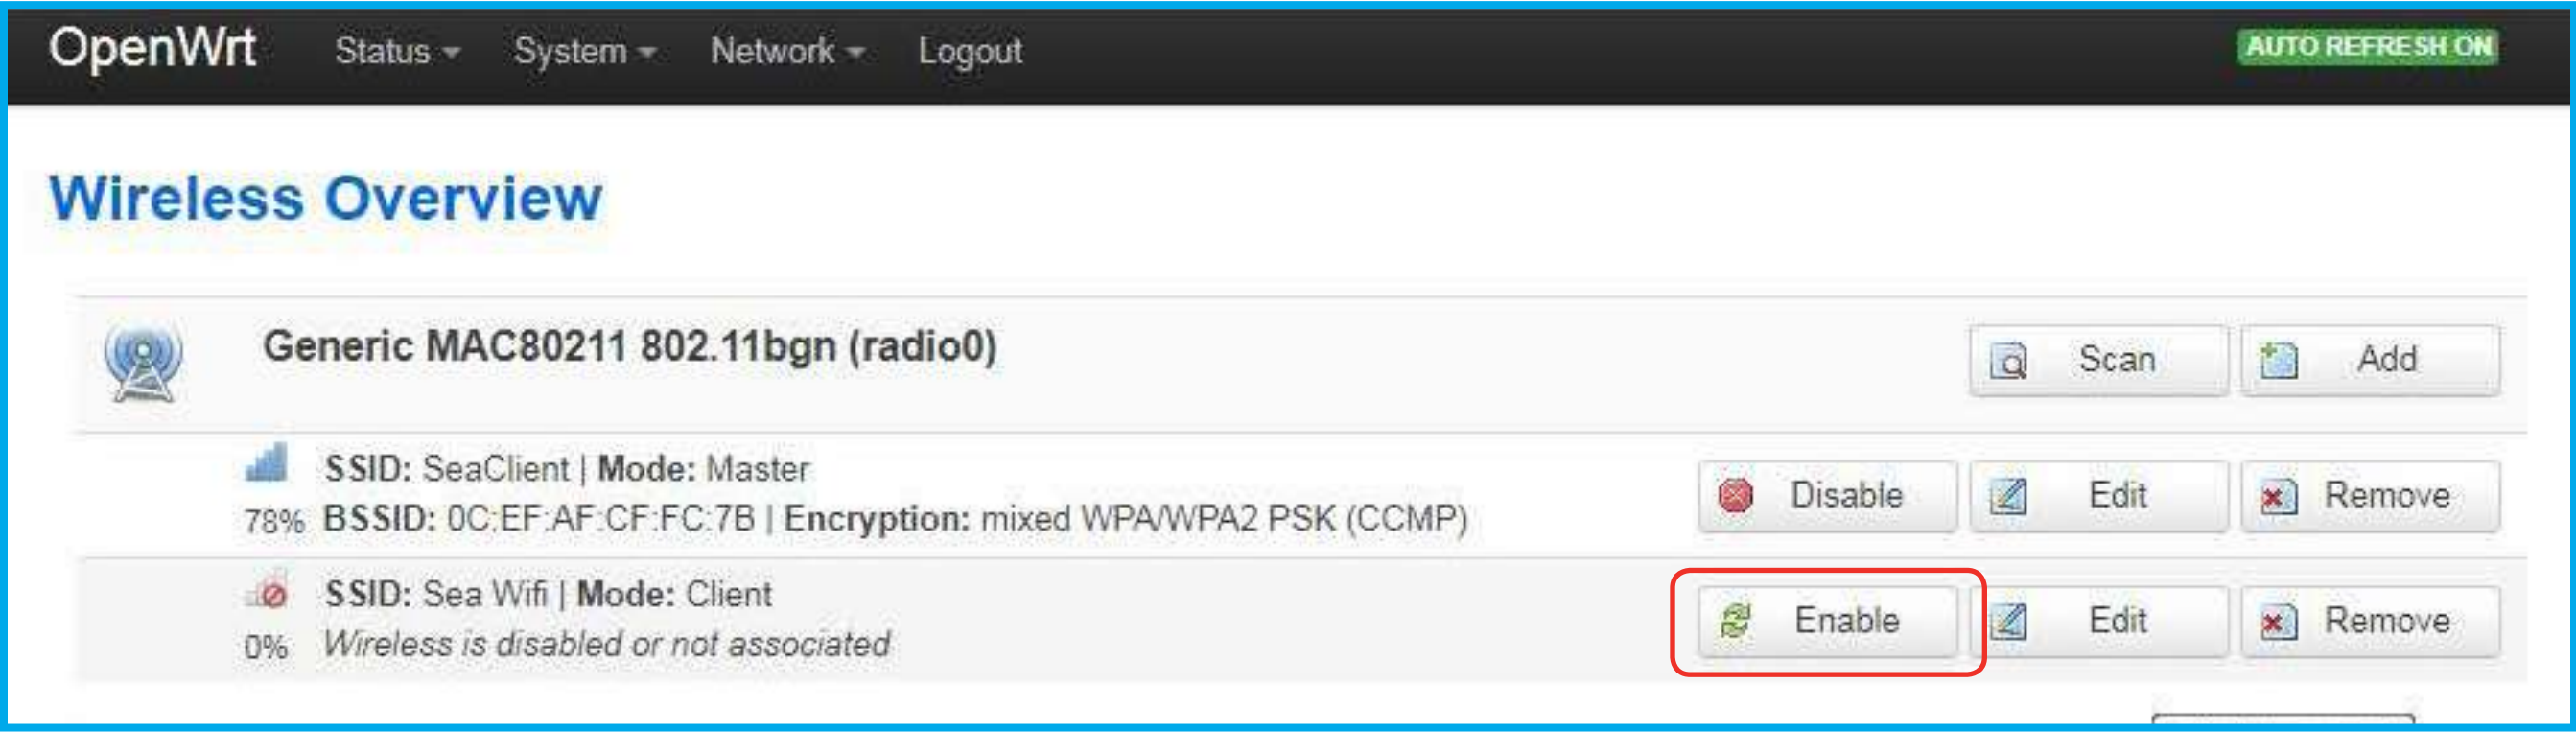 OpenWrt Status System Network Logout AUTO REFRESH ON
Wireless Overview
Generic MAC80211 802.11bgn (radio0) Scan Add
SSID: SeaClient | Mode: Master
78% BSSID: 0C:EF:AF:CF:FC:7B | Encryption: mixed WPA/WPA2 PSK (CCMP) Disable Edit Remove
SSID: Sea Wifi | Mode: Client
0% Wireless is disabled or not associated Enable Edit Remove